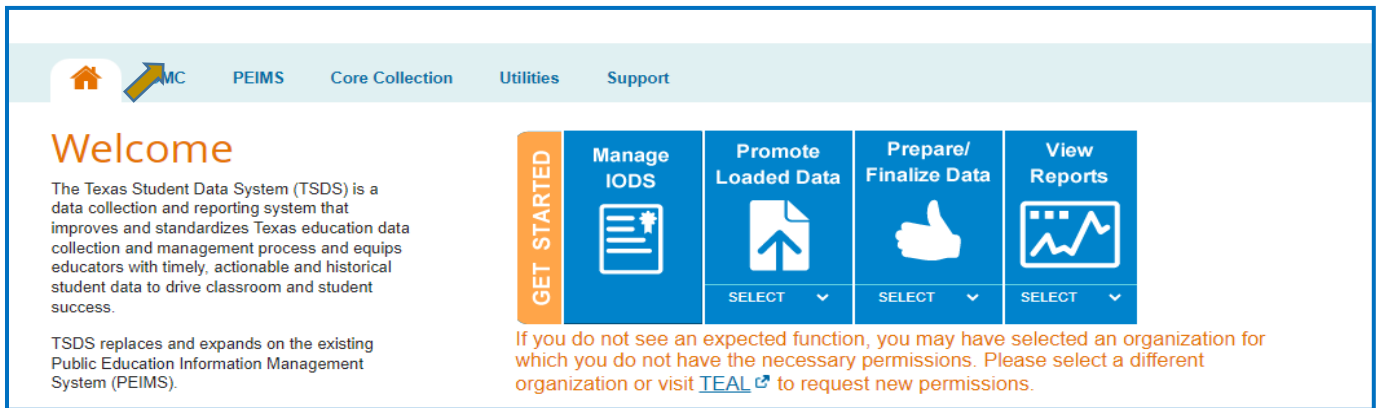 MC PEIMS Core Collection Utilities Support
Welcome
The Texas Student Data System (TSDS) is a
data collection and reporting system that
improves and standardizes Texas education data
collection and management process and equips
educators with timely, actionable and historical
student data to drive classroom and student
success.
TSDS replaces and expands on the existing
Public Education Information Management
System (PEIMS).
GET STARTED
Manage
IODS
Promote
Loaded Data
SELECT
Prepare/
Finalize Data
SELECT
View
Reports
SELECT
If you do not see an expected function, you may have selected an organization for
which you do not have the necessary permissions. Please select a different
organization or visit TEAL to request new permissions.